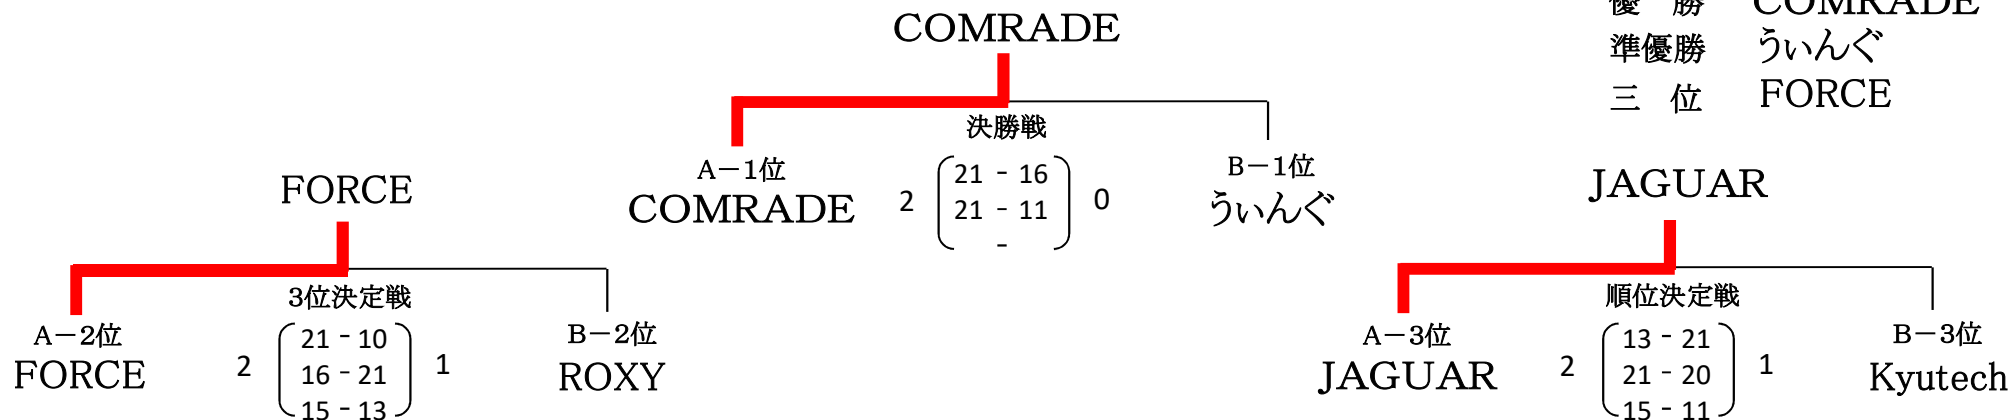 優　勝　COMRADE
準優勝　うぃんぐ
三　位　FORCE
COMRADE
決勝戦
A－1位
COMRADE
2
21 - 16
21 - 11
-
0
B－1位
うぃんぐ
FORCE
3位決定戦
A－2位
FORCE
2
21 - 10
16 - 21
15 - 13
1
B－2位
ROXY
JAGUAR
順位決定戦
A－3位
JAGUAR
2
13 - 21
21 - 20
15 - 11
1
B－3位
Kyutech